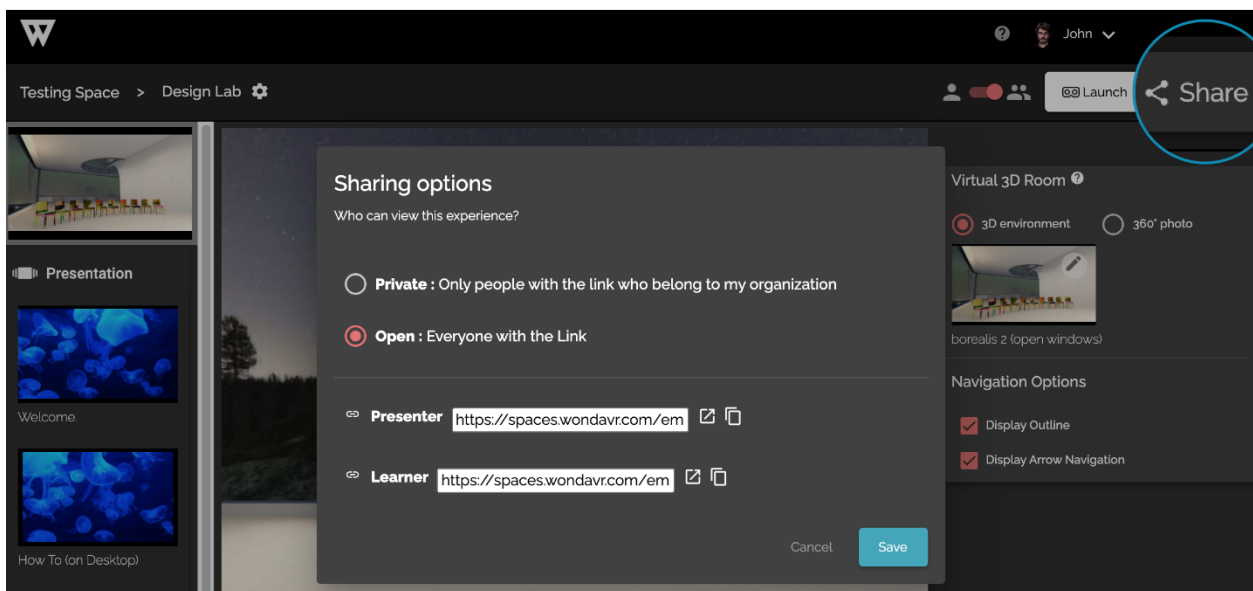 W
John
Testing Space > Design Lab
Launch
Share
Sharing options
Who can view this experience?
Private : Only people with the link who belong to my organization
Open : Everyone with the Link
Presenter https://spaces.wondavr.com/em
Learner https://spaces.wondavr.com/em
Cancel Save
Presentation
Welcome.
How To (on Desktop)
Virtual 3D Room ?
3D environment 360° photo
borealis 2 (open windows)
Navigation Options
Display Outline
Display Arrow Navigation